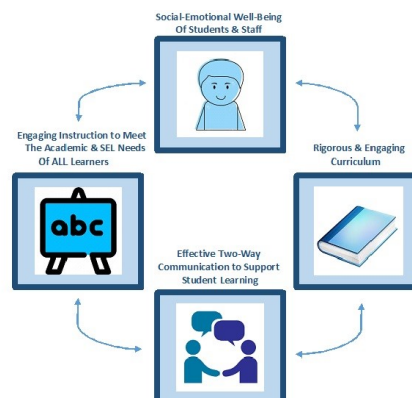 Social-Emotional Well-Being
Of Students & Staff
Engaging Instruction to Meet
The Academic & SEL Needs
Of ALL Learners
abc
Rigorous & Engaging
Curriculum
Effective Two-Way
Communication to Support
Student Learning